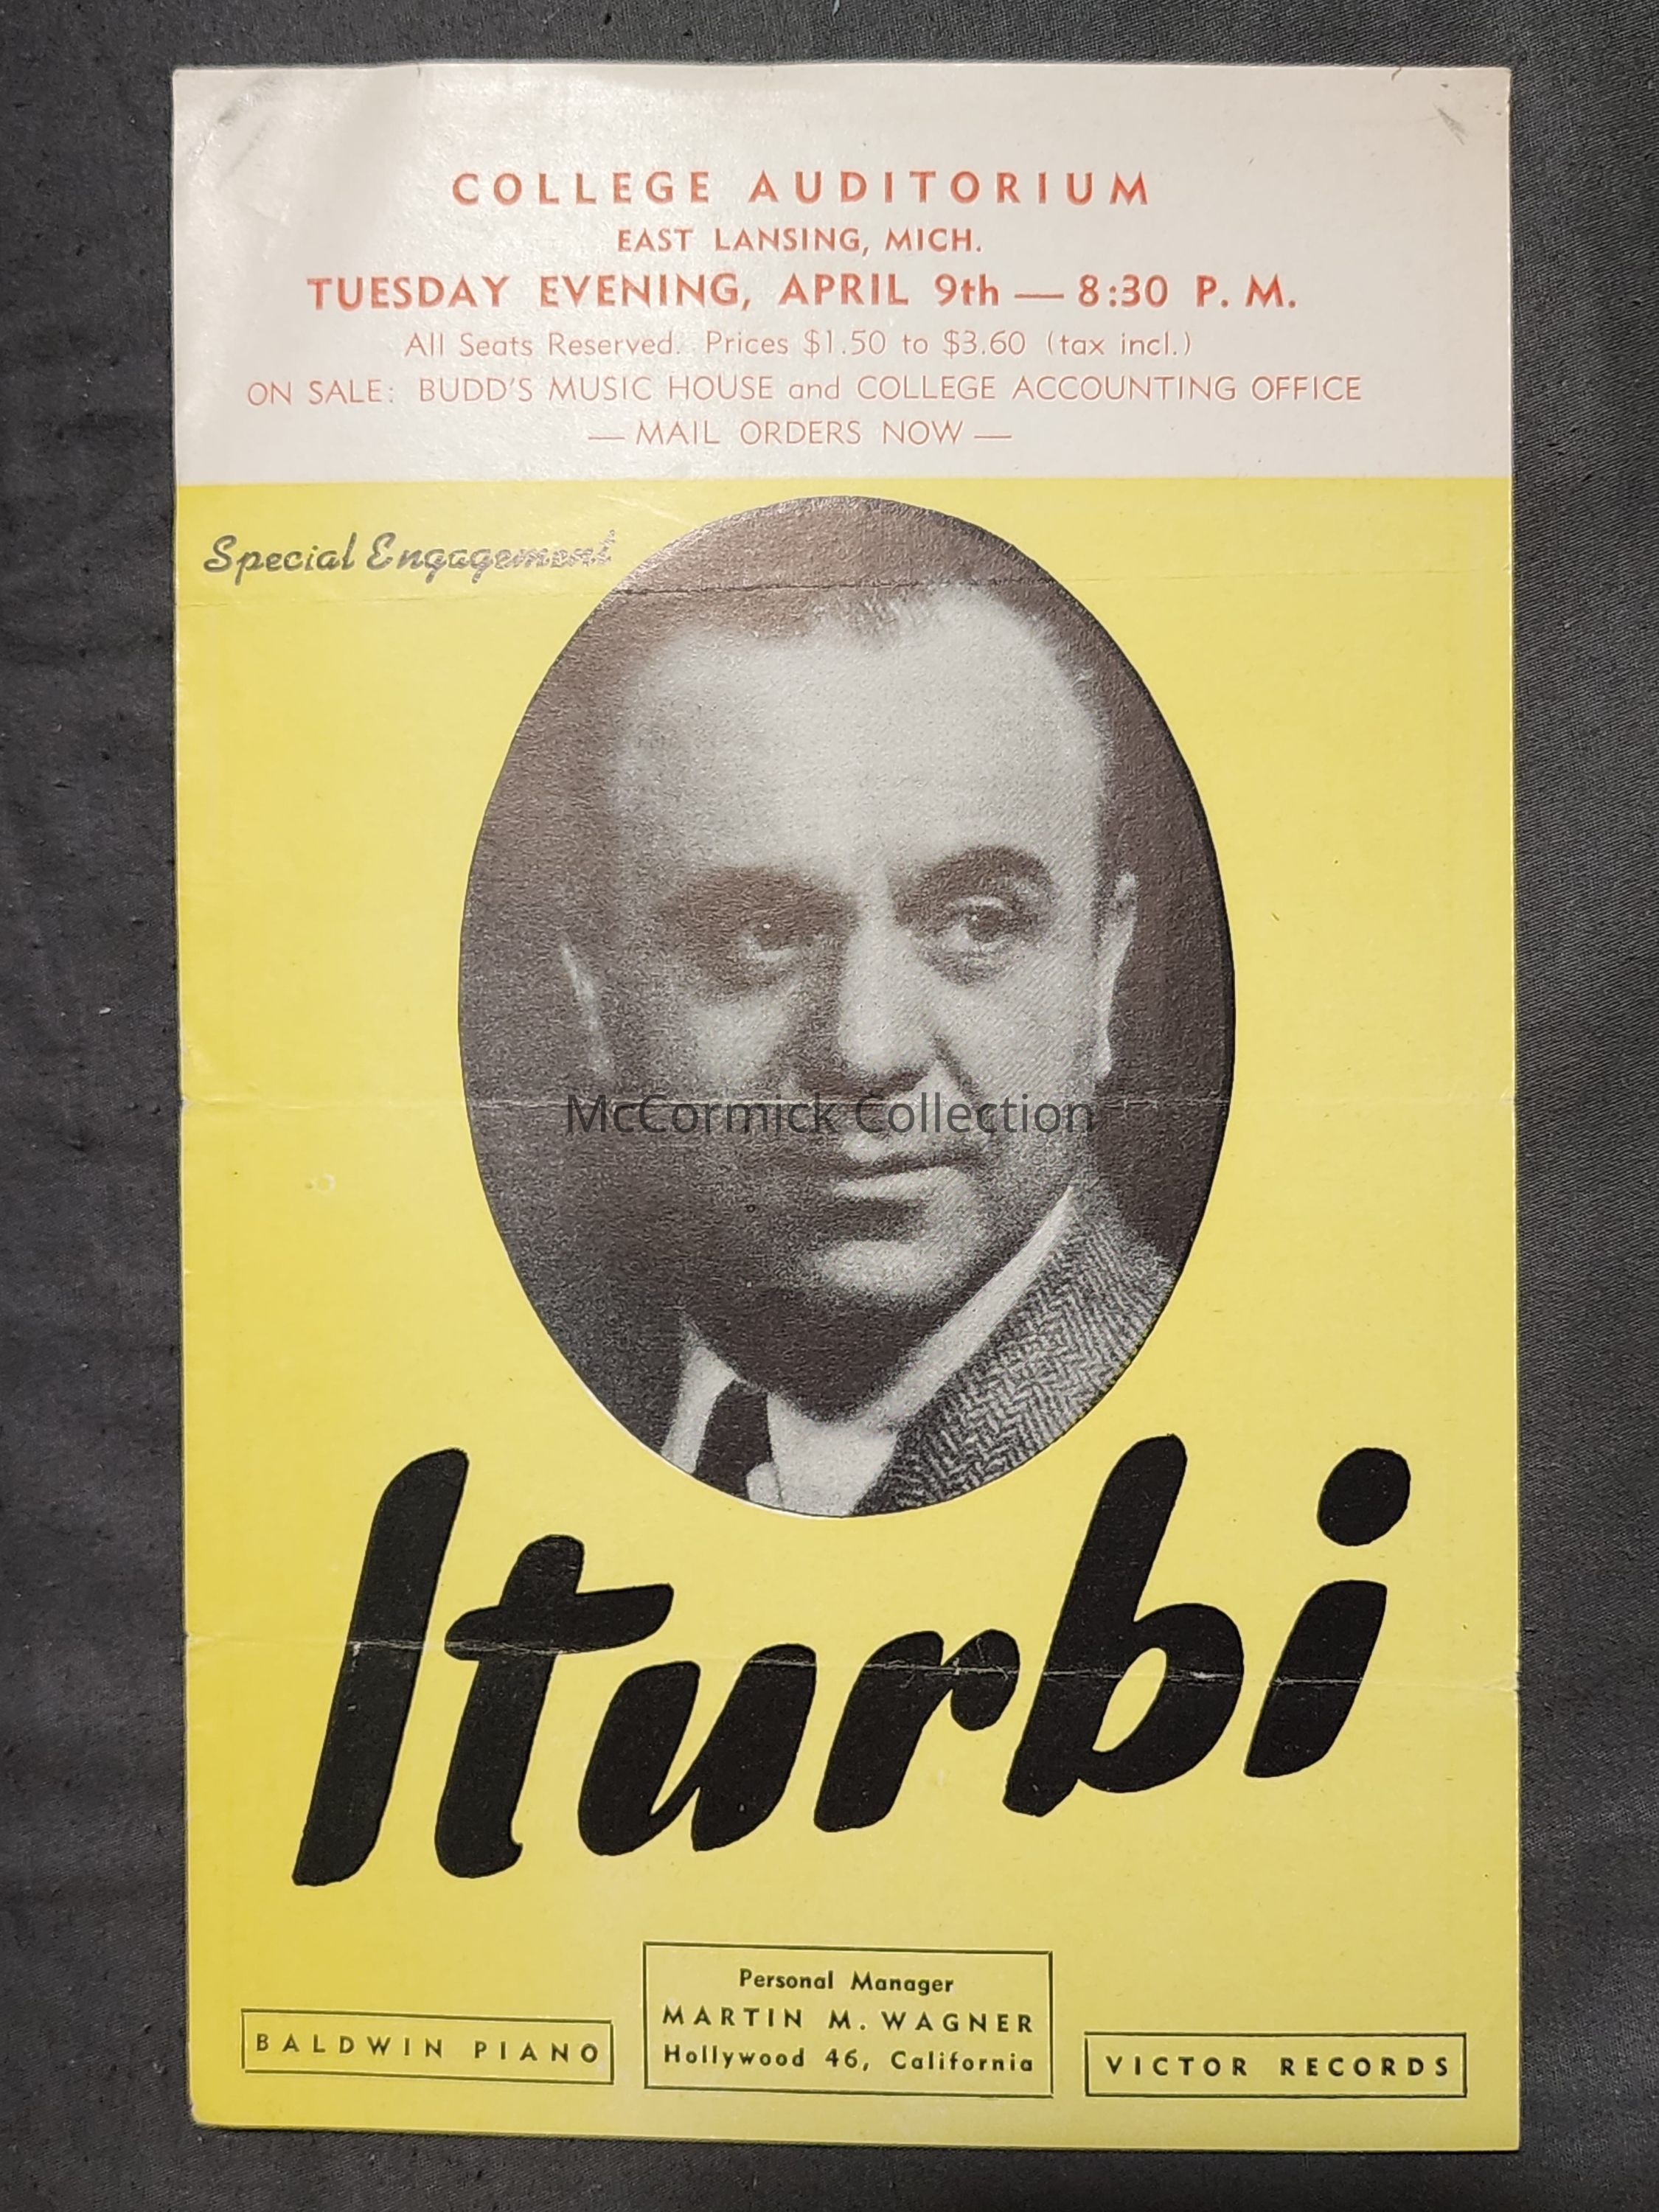 COLLEGE AUDITORIUM
EAST LANSING, MICH.
TUESDAY EVENING, APRIL 9th — 8:30 P. M.
All Seats Reserved. Prices $1.50 to $3.60 (tax incl.)
ON SALE: BUDD'S MUSIC HOUSE and COLLEGE ACCOUNTING OFFICE
— MAIL ORDERS NOW —
Special Engagement
McCormick Collection
Iturbi
BALDWIN PIANO
Personal Manager
MARTIN M. WAGNER
Hollywood 46, California
VICTOR RECORDS